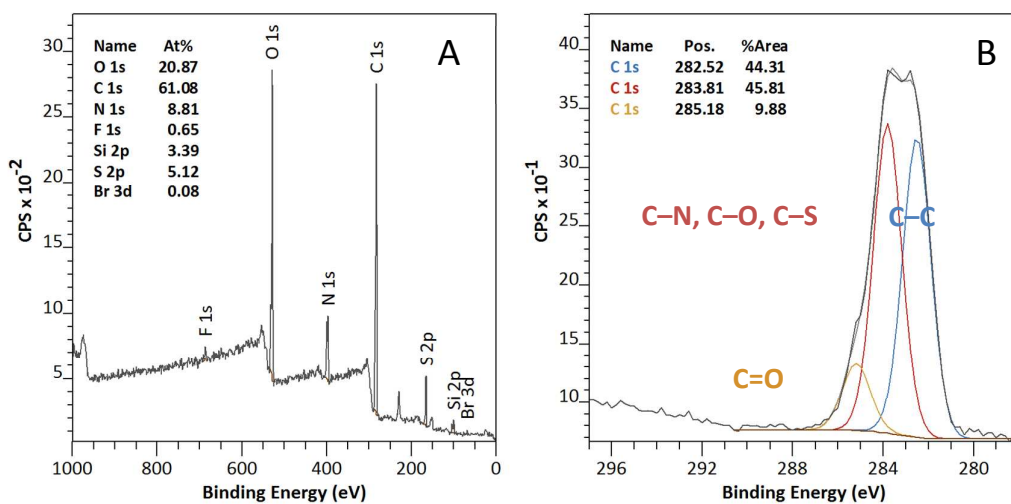 A
Name At%
O 1s 20.87
C 1s 61.08
N 1s 8.81
F 1s 0.65
Si 2p 3.39
S 2p 5.12
Br 3d 0.08
O 1s
C 1s
N 1s
F 1s
S 2p
Si 2p
Br 3d
30
25
20
15
10
5
CPS x 10⁻²
1000 800 600 400 200 0
Binding Energy (eV)
B
Name Pos. %Area
C 1s 282.52 44.31
C 1s 283.81 45.81
C 1s 285.18 9.88
C–N, C–O, C–S
C–C
C=O
40
35
30
25
20
15
10
CPS x 10⁻¹
296 292 288 284 280
Binding Energy (eV)